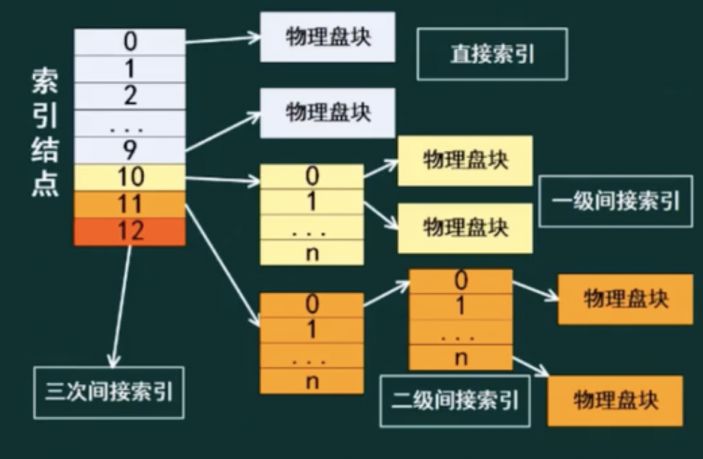 索引结点
0
1
2
...
9
10
11
12
物理盘块
直接索引
物理盘块
0
1
...
n
物理盘块
物理盘块
一级间接索引
0
1
...
n
0
1
...
n
物理盘块
物理盘块
二级间接索引
三次间接索引